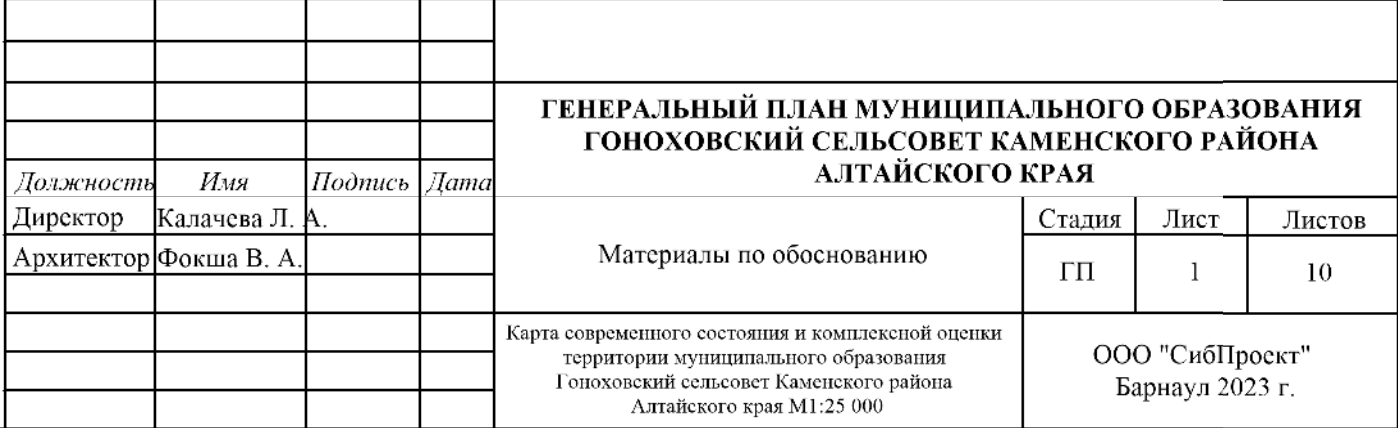 ГЕНЕРАЛЬНЫЙ ПЛАН МУНИЦИПАЛЬНОГО ОБРАЗОВАНИЯ
ГОНОХОВСКИЙ СЕЛЬСОВЕТ КАМЕНСКОГО РАЙОНА
АЛТАЙСКОГО КРАЯ
Должность Имя Подпись Дата
Директор Калачева Л. А.
Архитектор Фокша В. А.
Материалы по обоснованию
Стадия Лист Листов
ГП 1 10
Карта современного состояния и комплексной оценки
территории муниципального образования
Гоноховский сельсовет Каменского района
Алтайского края М1:25 000
ООО "СибПроект"
Барнаул 2023 г.